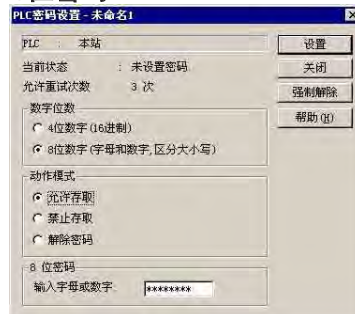 PLC密码设置 - 未命名1
PLC : 本站
设置
当前状态 : 未设置密码
关闭
允许重试次数 3 次
强制解除
数字位数
帮助(H)
4位数字(16进制)
8位数字(字母和数字,区分大小写)
动作模式
允许存取
禁止存取
解除密码
8 位密码
输入字母或数字: ********